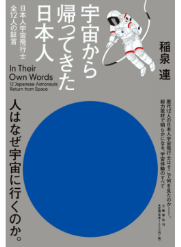 宇宙から
帰ってきた
日本人
日本人宇宙飛行士
全12人の証言
稲泉 連
In Their
Own Words
12 Japanese Astronauts
Return from Space
人はなぜ宇宙に行くのか。